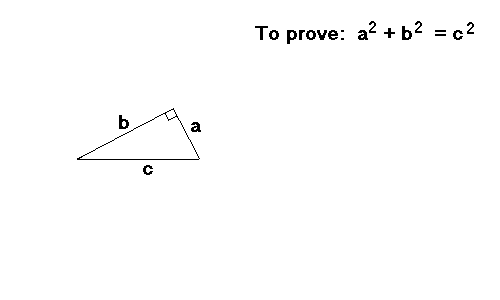 To prove: a² + b² = c²
b
a
c